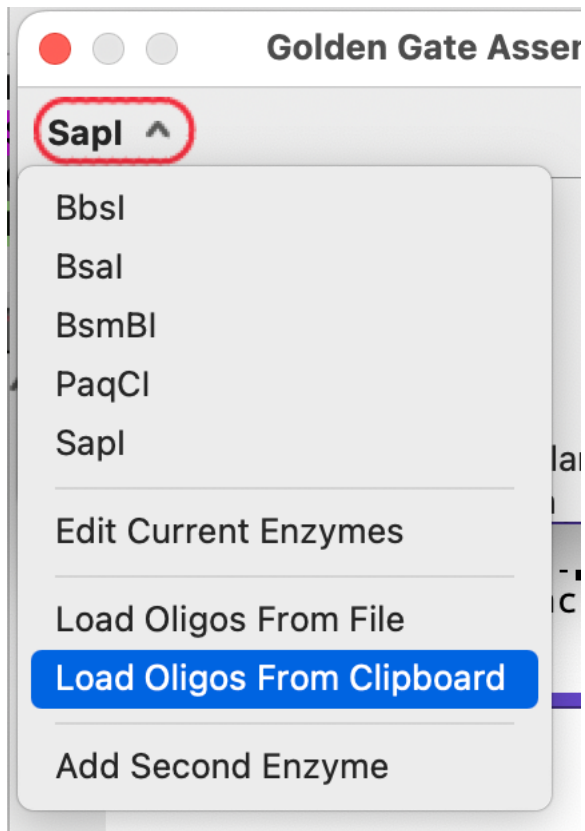 Golden Gate Asser
SapI
BbsI
BsaI
BsmBI
PaqCI
SapI
Edit Current Enzymes
Load Oligos From File
Load Oligos From Clipboard
Add Second Enzyme